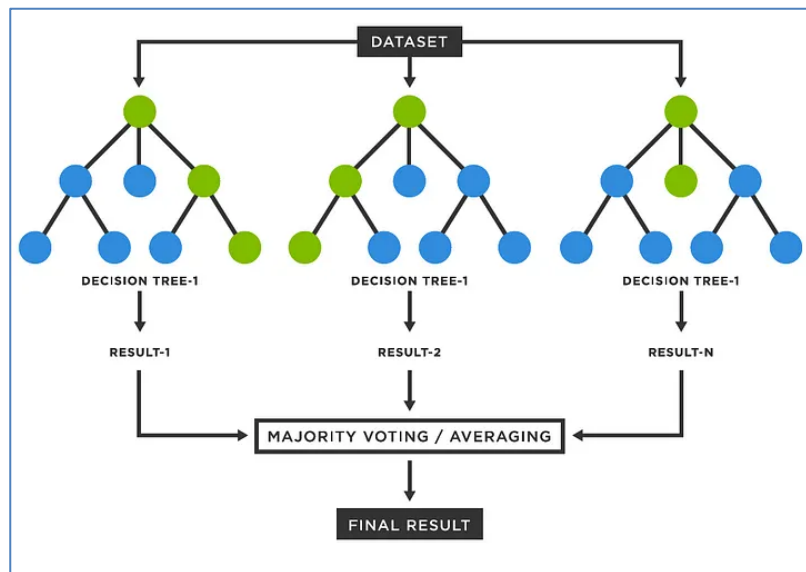 DATASET
DECISION TREE-1
DECISION TREE-1
DECISION TREE-1
RESULT-1
RESULT-2
RESULT-N
MAJORITY VOTING / AVERAGING
FINAL RESULT